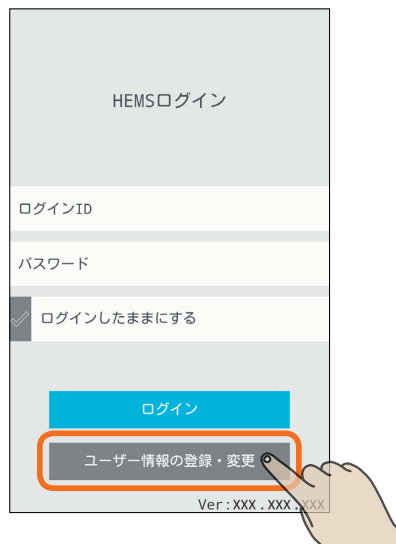 HEMSログイン
ログインID
パスワード
ログインしたままにする
ログイン
ユーザー情報の登録・変更
Ver:XXX.XXX.XXX